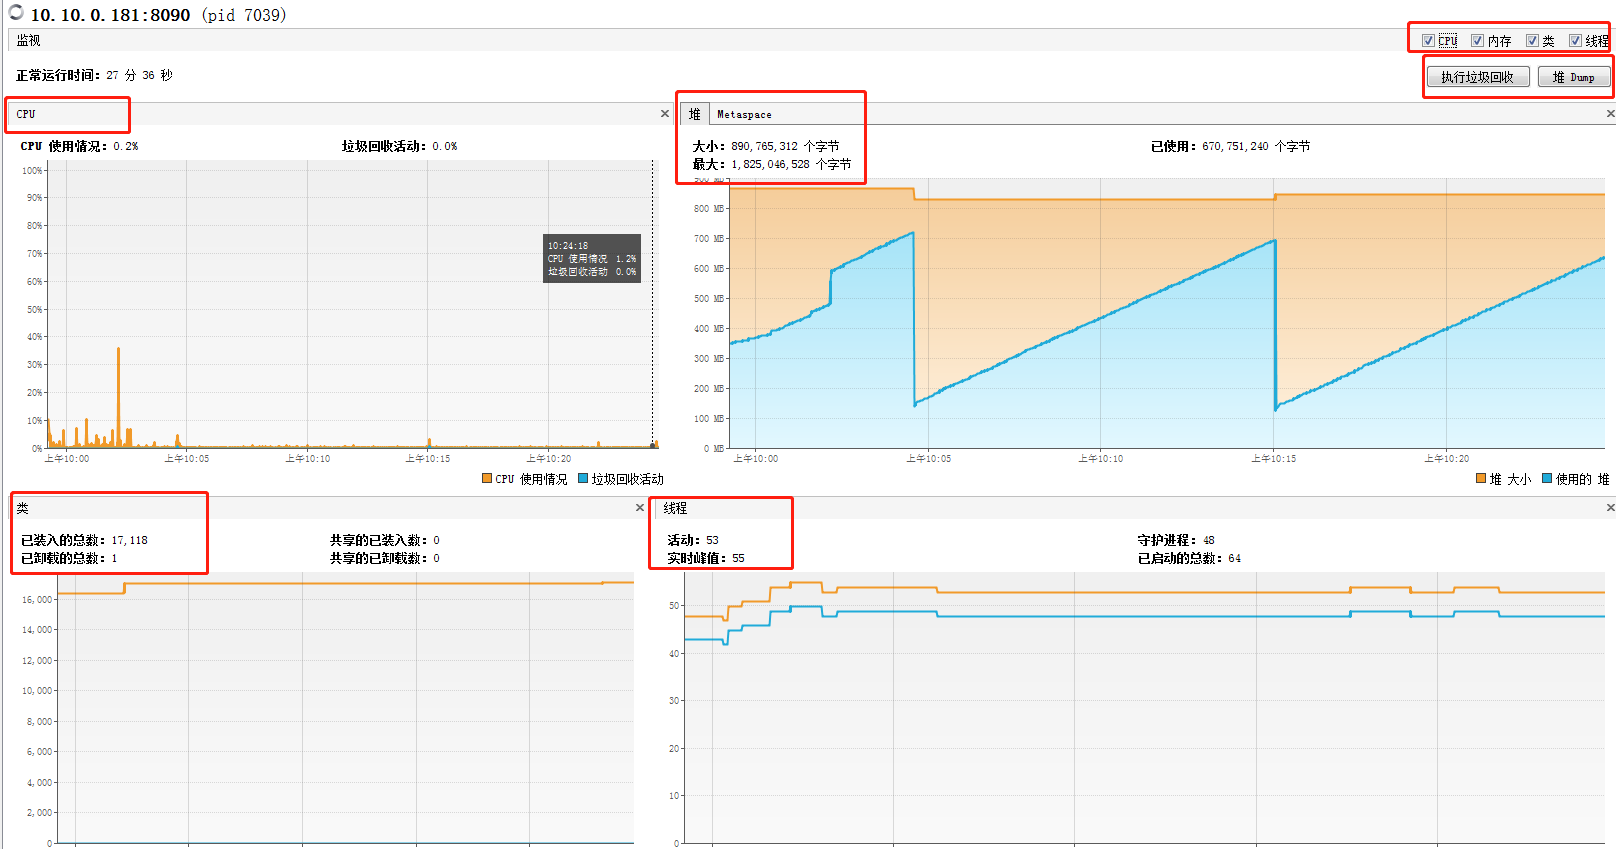 10.10.0.181:8090 (pid 7039)
监视
CPU 内存 类 线程
正常运行时间：27 分 36 秒
执行垃圾回收 堆 Dump
CPU
CPU 使用情况：0.2% 垃圾回收活动：0.0%
100%
90%
80%
70%
60%
50%
40%
30%
20%
10%
0%
10:24:18
CPU 使用情况 1.2%
垃圾回收活动 0.0%
上午10:00 上午10:05 上午10:10 上午10:15 上午10:20
CPU 使用情况 垃圾回收活动
堆 Metaspace
大小：890,765,312 个字节 已使用：670,751,240 个字节
最大：1,825,046,528 个字节
900 MB
800 MB
700 MB
600 MB
500 MB
400 MB
300 MB
200 MB
100 MB
0 MB
上午10:00 上午10:05 上午10:10 上午10:15 上午10:20
堆 大小 使用的 堆
类
已装入的总数：17,118 共享的已装入数：0
已卸载的总数：1 共享的已卸载数：0
16,000
14,000
12,000
10,000
8,000
6,000
4,000
2,000
0
线程
活动：53 守护进程：48
实时峰值：55 已启动的总数：64
50
40
30
20
10
0